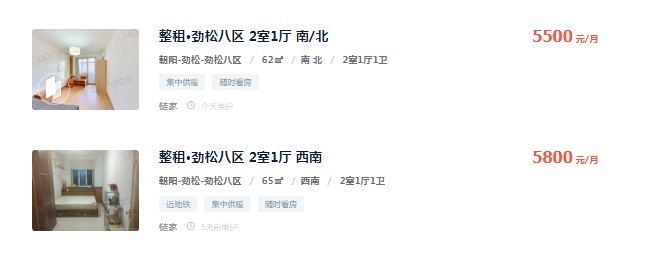 整租·劲松八区 2室1厅 南/北
5500 元/月
朝阳-劲松-劲松八区 / 62㎡ / 南 北 / 2室1厅1卫
集中供暖 随时看房
链家 今天维护
整租·劲松八区 2室1厅 西南
5800 元/月
朝阳-劲松-劲松八区 / 65㎡ / 西南 / 2室1厅1卫
近地铁 集中供暖 随时看房
链家 5天前维护